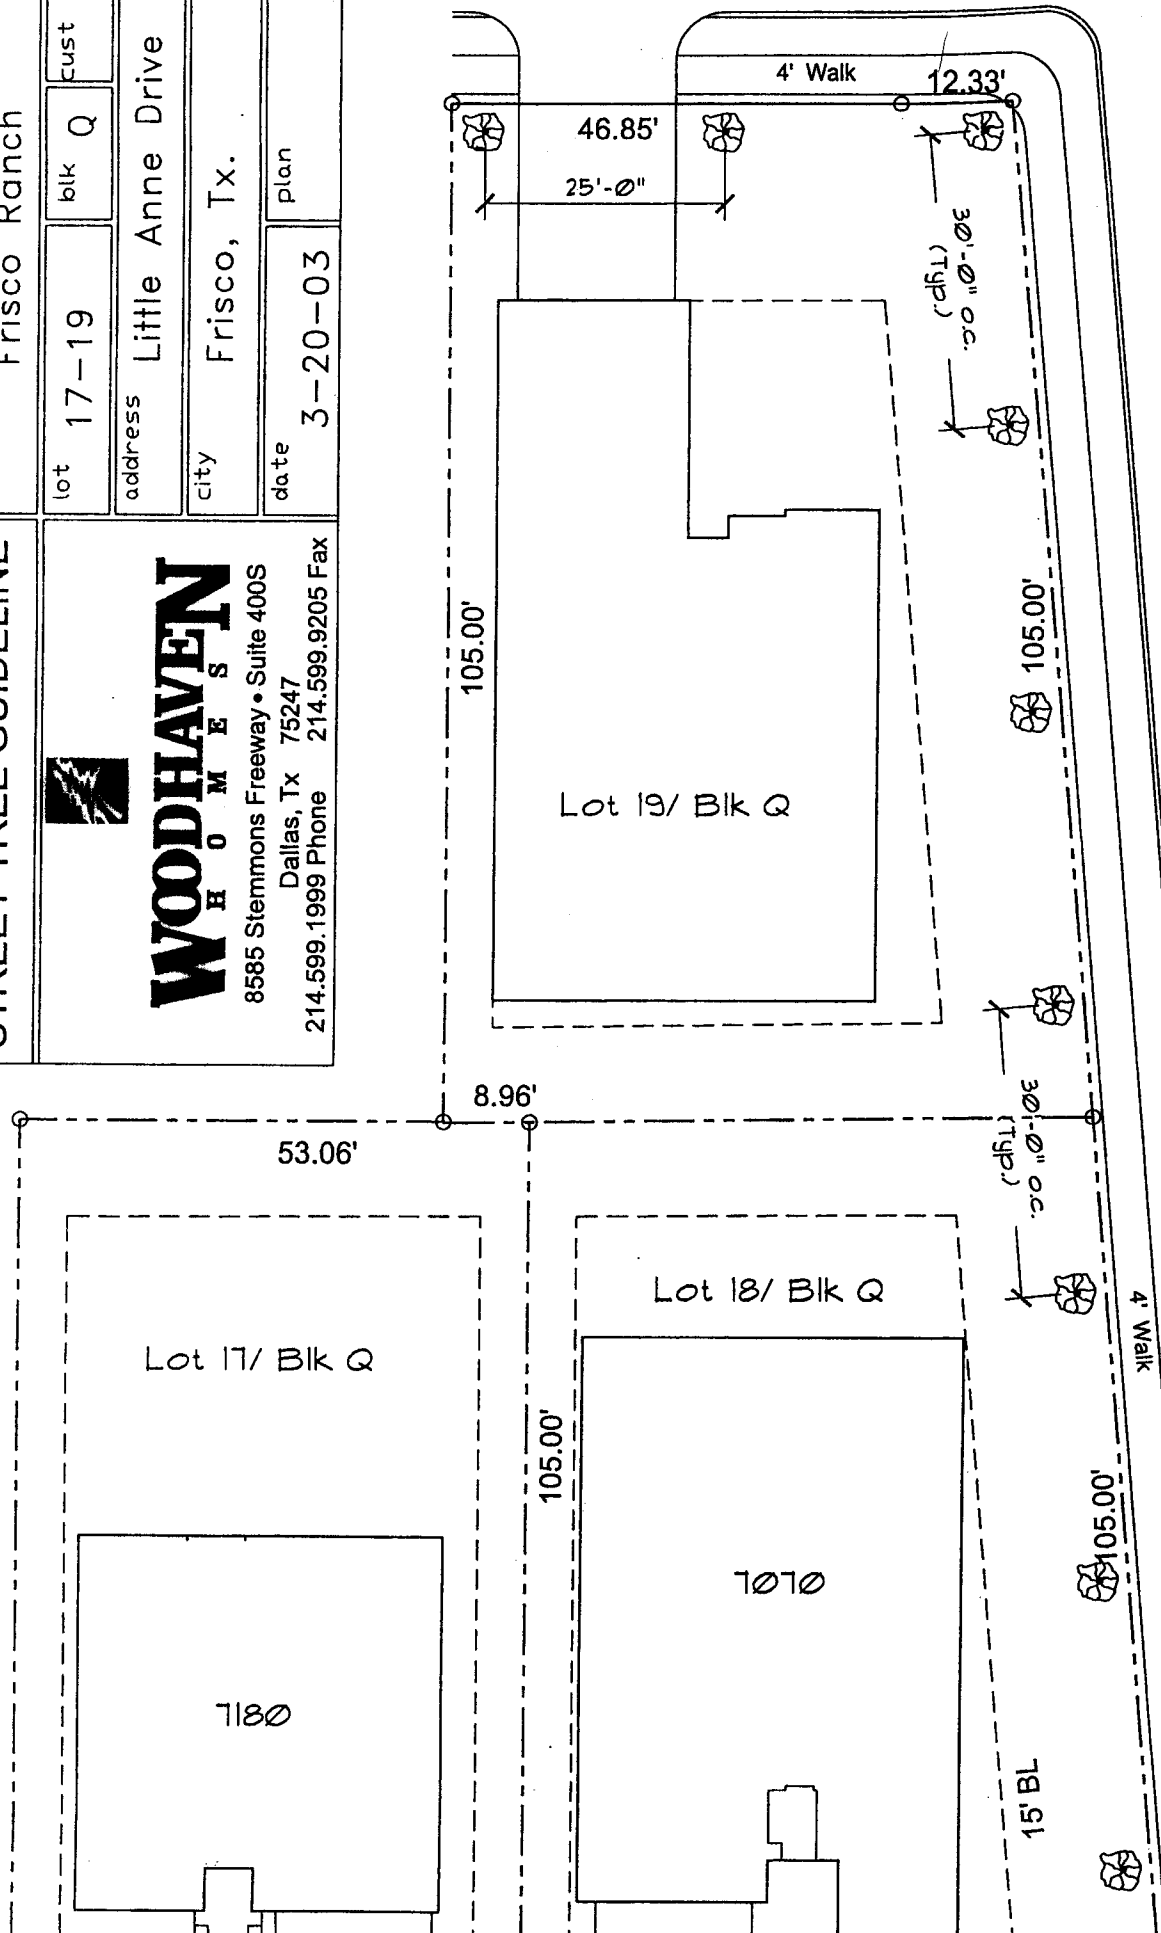 Frisco Ranch
lot 17-19
blk Q
cust
address Little Anne Drive
city Frisco, Tx.
date 3-20-03
plan
STREET TREE GUIDELINE
WOODHAVEN
HOMES
8585 Stemmons Freeway • Suite 400S
Dallas, Tx 75247
214.599.1999 Phone 214.599.9205 Fax
4' Walk
12.33'
46.85'
25'-0"
30'-0" o.c.
(Typ.)
105.00'
105.00'
Lot 19/ Blk Q
8.96'
53.06'
30'-0" o.c.
(Typ.)
4' Walk
Lot 18/ Blk Q
Lot 17/ Blk Q
105.00'
105.00'
7070
7180
15' BL